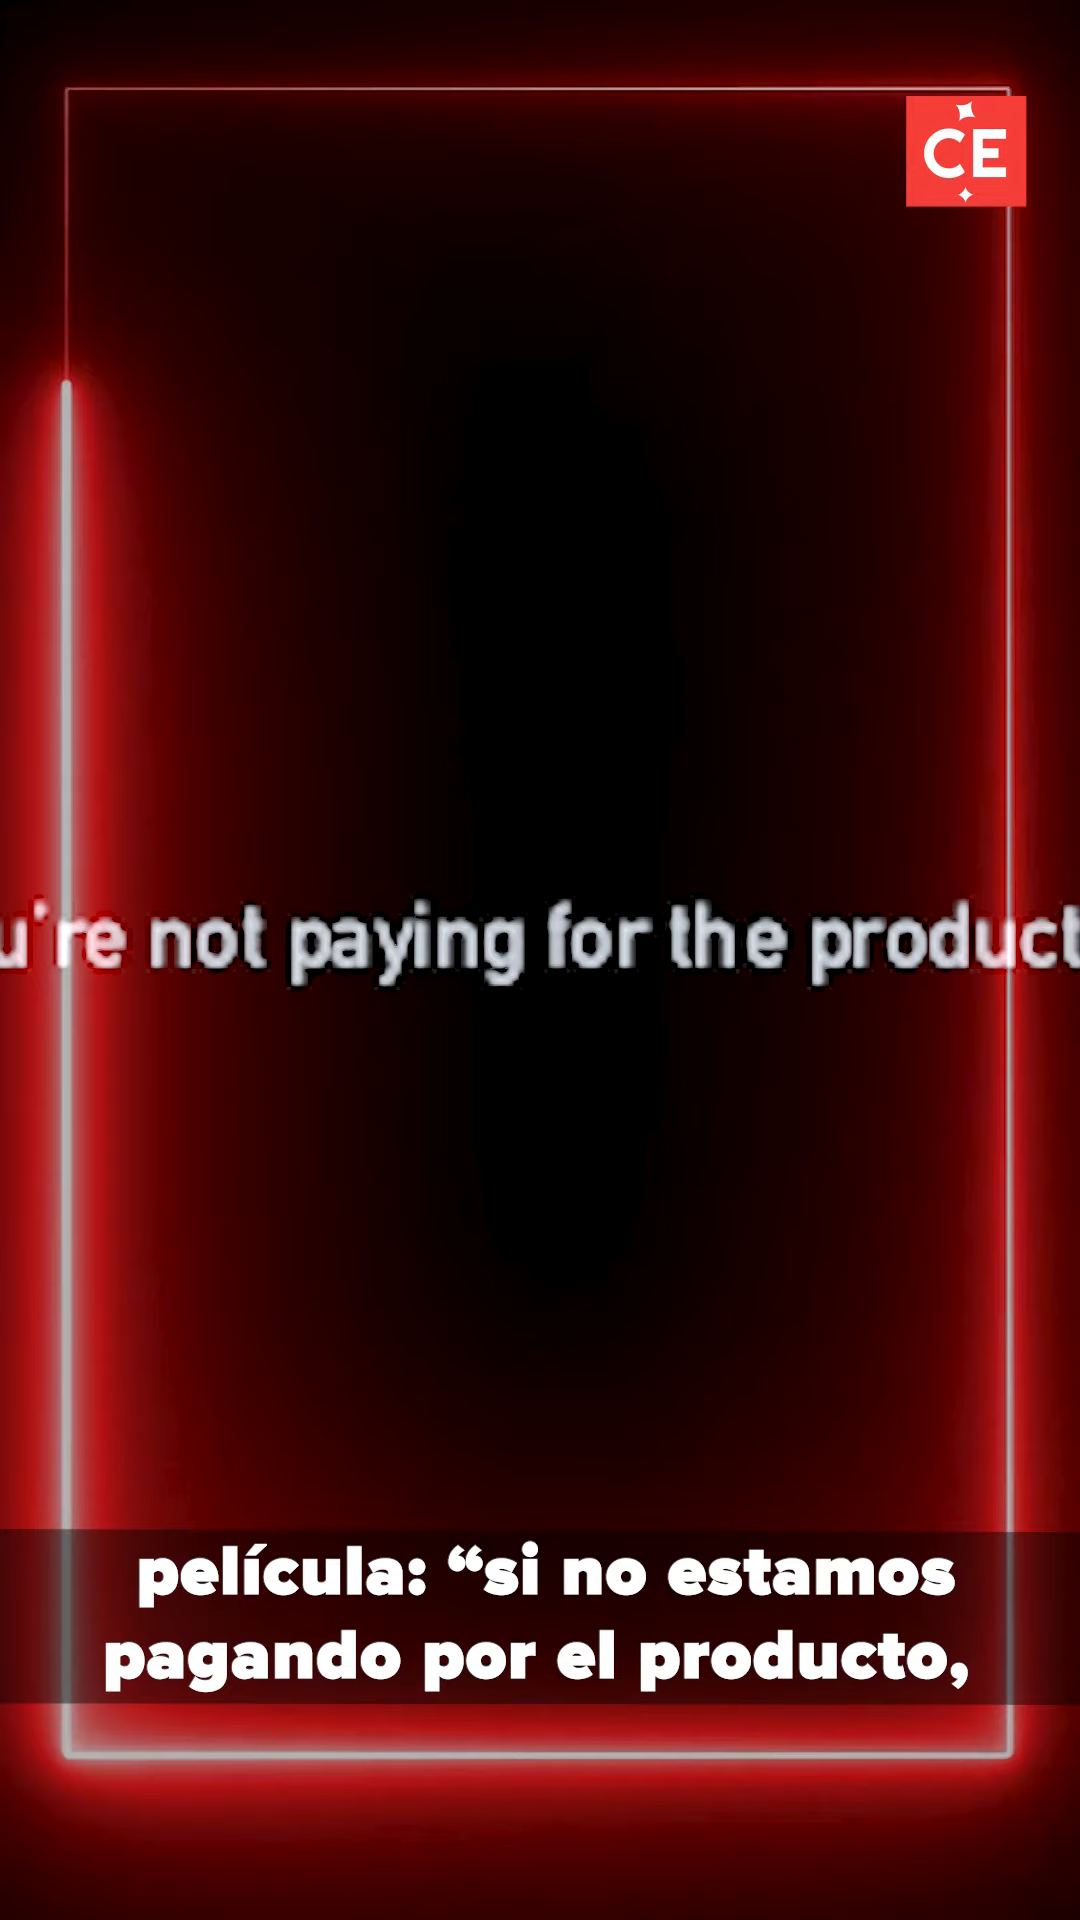 CE
u're not paying for the product
película: “si no estamos
pagando por el producto,